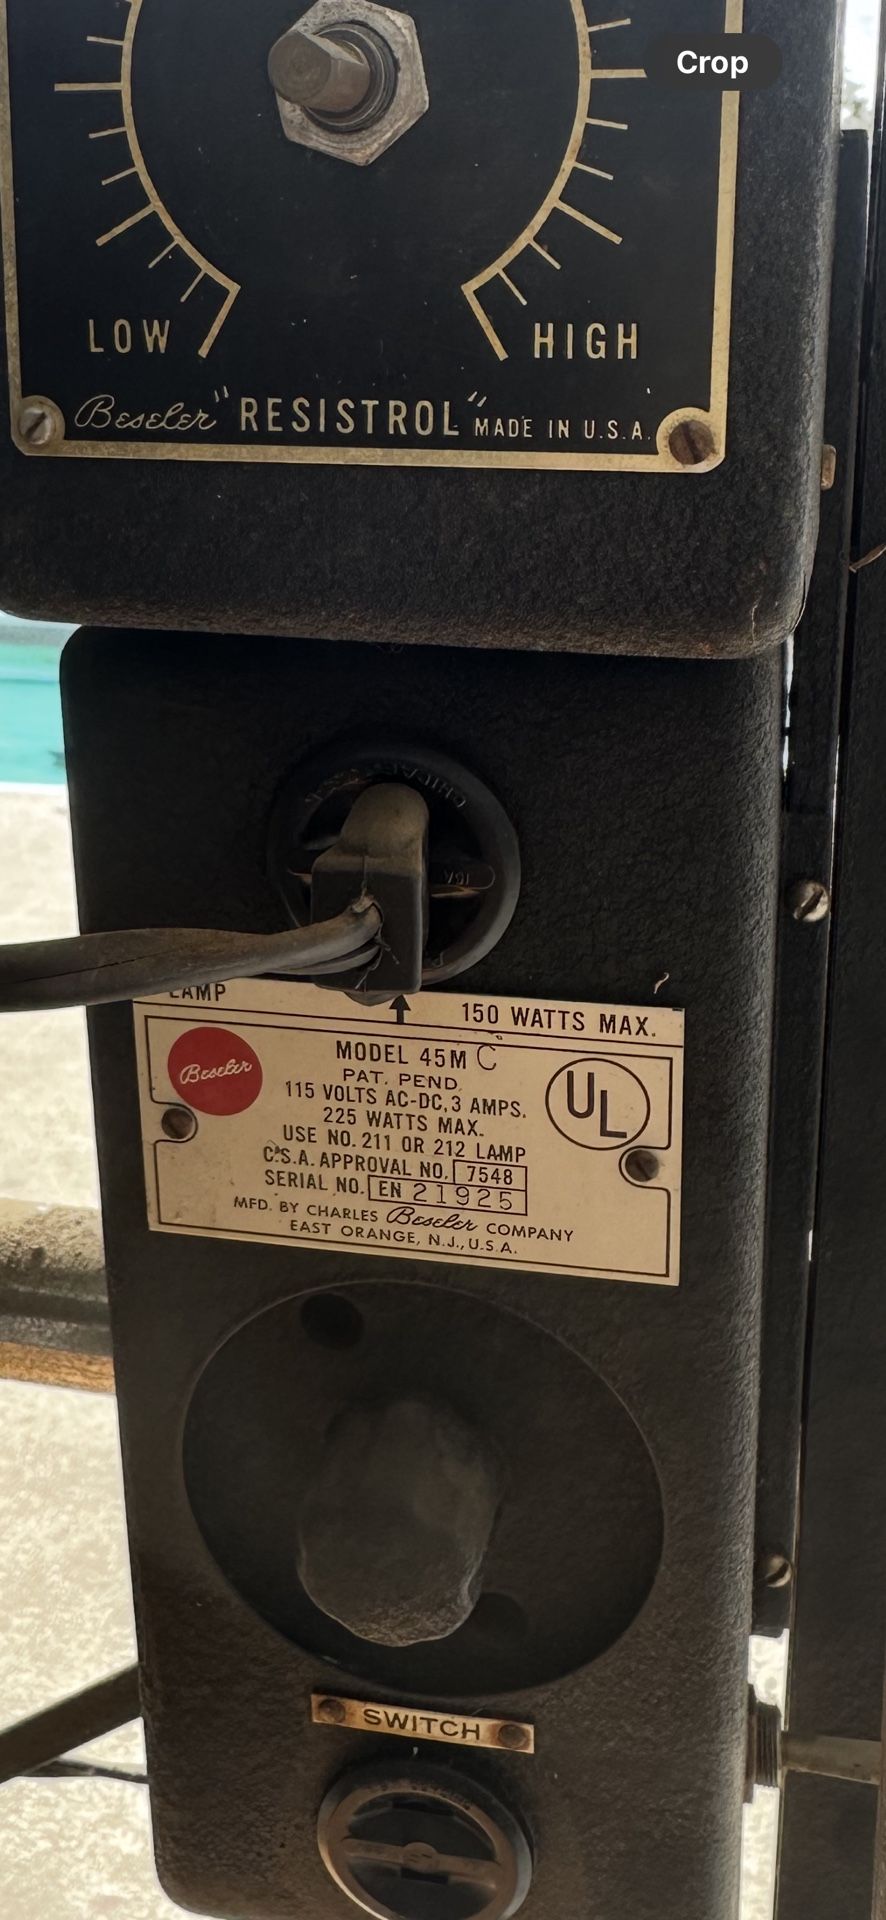 Crop
LOW HIGH
Beseler "RESISTROL" MADE IN U.S.A.
LAMP 150 WATTS MAX.
Beseler
MODEL 45M C
UL
PAT. PEND.
115 VOLTS AC-DC, 3 AMPS.
225 WATTS MAX.
USE NO. 211 OR 212 LAMP
C.S.A. APPROVAL NO. 7548
SERIAL NO. EN 21925
MFD. BY CHARLES Beseler COMPANY
EAST ORANGE, N.J., U.S.A.
SWITCH